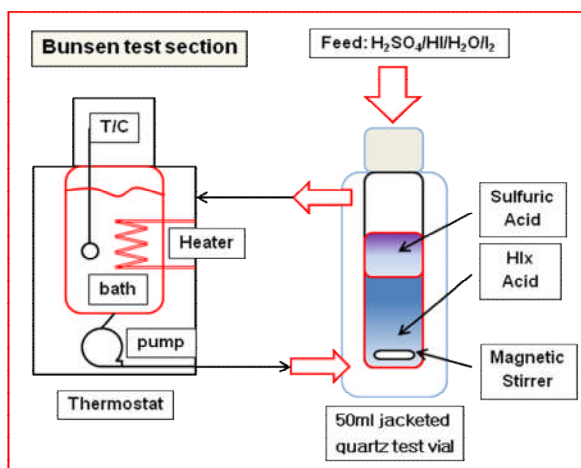 Bunsen test section
Feed: H₂SO₄/HI/H₂O/I₂
T/C
Heater
bath
pump
Thermostat
Sulfuric
Acid
HIx
Acid
Magnetic
Stirrer
50ml jacketed
quartz test vial